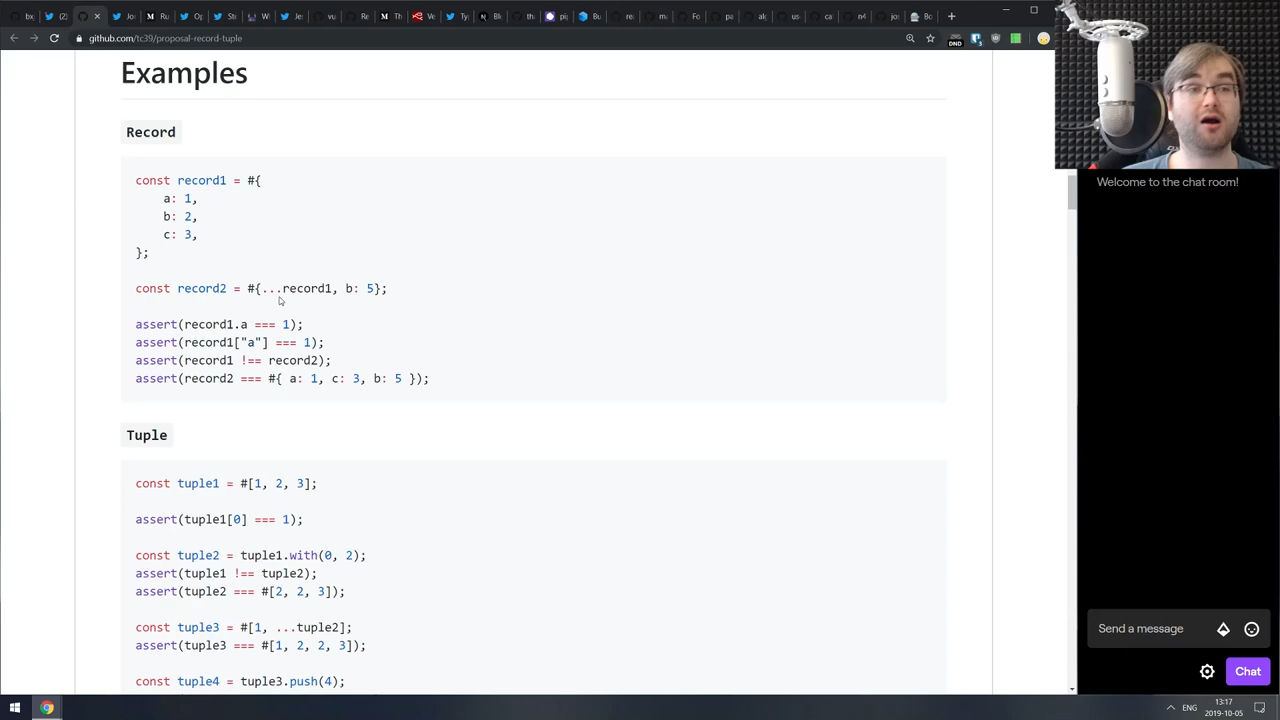 github.com/tc39/proposal-record-tuple
DND
Examples
Record
const record1 = #{
a: 1,
b: 2,
c: 3,
};
const record2 = #{...record1, b: 5};
assert(record1.a === 1);
assert(record1["a"] === 1);
assert(record1 !== record2);
assert(record2 === #{ a: 1, c: 3, b: 5 });
Tuple
const tuple1 = #[1, 2, 3];
assert(tuple1[0] === 1);
const tuple2 = tuple1.with(0, 2);
assert(tuple1 !== tuple2);
assert(tuple2 === #[2, 2, 3]);
const tuple3 = #[1, ...tuple2];
assert(tuple3 === #[1, 2, 2, 3]);
const tuple4 = tuple3.push(4);
Welcome to the chat room!
Send a message
Chat
ENG
13:17
2019-10-05